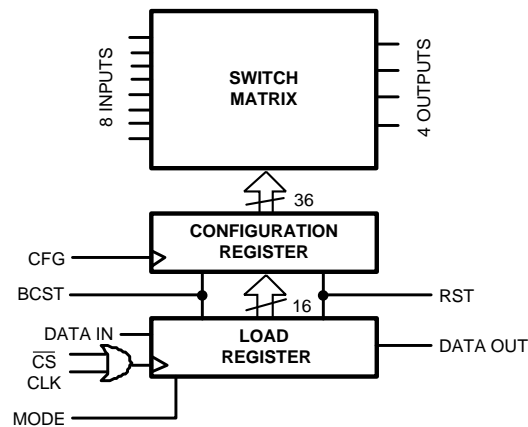 8 INPUTS
SWITCH
MATRIX
4 OUTPUTS
36
CONFIGURATION
REGISTER
CFG
BCST
16
RST
DATA IN
LOAD
REGISTER
DATA OUT
C̅S̅
CLK
MODE